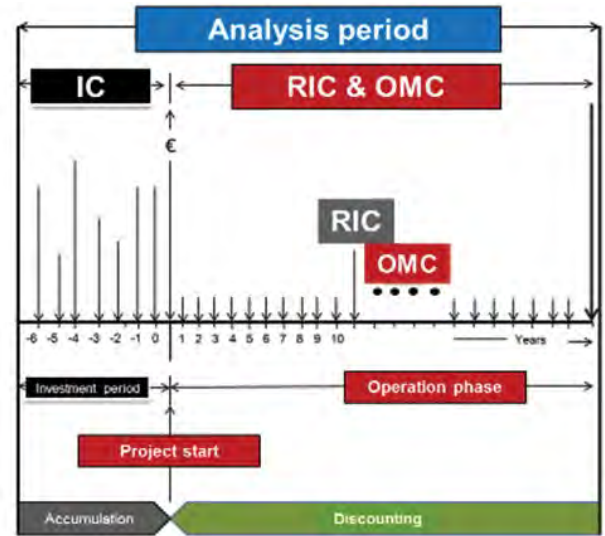 Analysis period
IC
RIC & OMC
€
RIC
OMC
-6 -5 -4 -3 -2 -1 0 1 2 3 4 5 6 7 8 9 10 Years
Investment period
Operation phase
Project start
Accumulation
Discounting